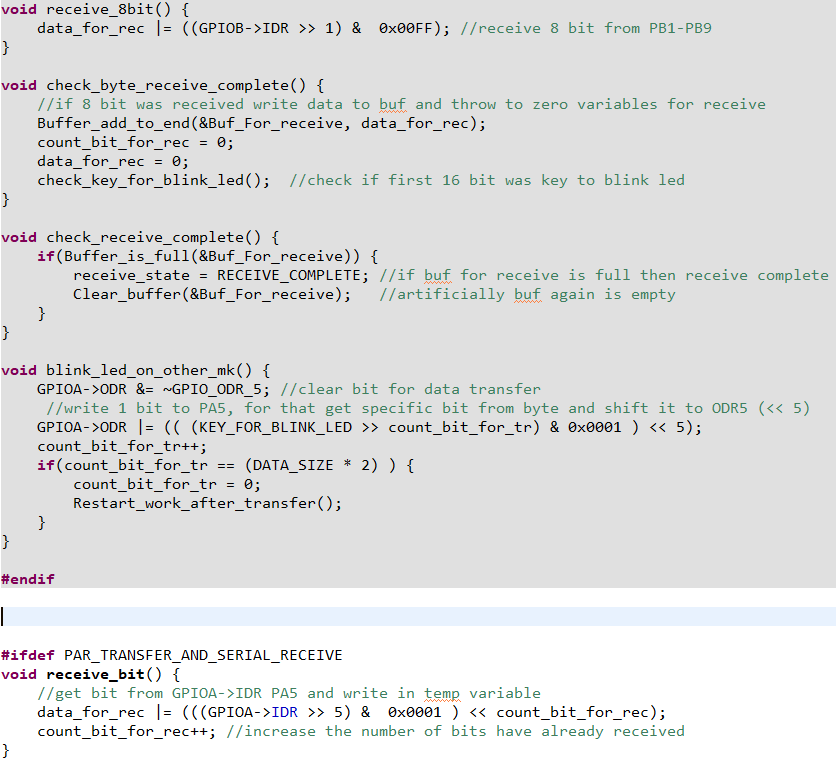 void receive_8bit() {
    data_for_rec |= ((GPIOB->IDR >> 1) &  0x00FF); //receive 8 bit from PB1-PB9
}
void check_byte_receive_complete() {
    //if 8 bit was received write data to buf and throw to zero variables for receive
    Buffer_add_to_end(&Buf_For_receive, data_for_rec);
    count_bit_for_rec = 0;
    data_for_rec = 0;
    check_key_for_blink_led();  //check if first 16 bit was key to blink led
}
void check_receive_complete() {
    if(Buffer_is_full(&Buf_For_receive)) {
        receive_state = RECEIVE_COMPLETE; //if buf for receive is full then receive complete
        Clear_buffer(&Buf_For_receive);   //artificially buf again is empty
    }
}
void blink_led_on_other_mk() {
    GPIOA->ODR &= ~GPIO_ODR_5; //clear bit for data transfer
     //write 1 bit to PA5, for that get specific bit from byte and shift it to ODR5 (<< 5)
    GPIOA->ODR |= (( (KEY_FOR_BLINK_LED >> count_bit_for_tr) & 0x0001 ) << 5);
    count_bit_for_tr++;
    if(count_bit_for_tr == (DATA_SIZE * 2) ) {
        count_bit_for_tr = 0;
        Restart_work_after_transfer();
    }
}
#endif
#ifdef PAR_TRANSFER_AND_SERIAL_RECEIVE
void receive_bit() {
    //get bit from GPIOA->IDR PA5 and write in temp variable
    data_for_rec |= (((GPIOA->IDR >> 5) &  0x0001 ) << count_bit_for_rec);
    count_bit_for_rec++; //increase the number of bits have already received
}